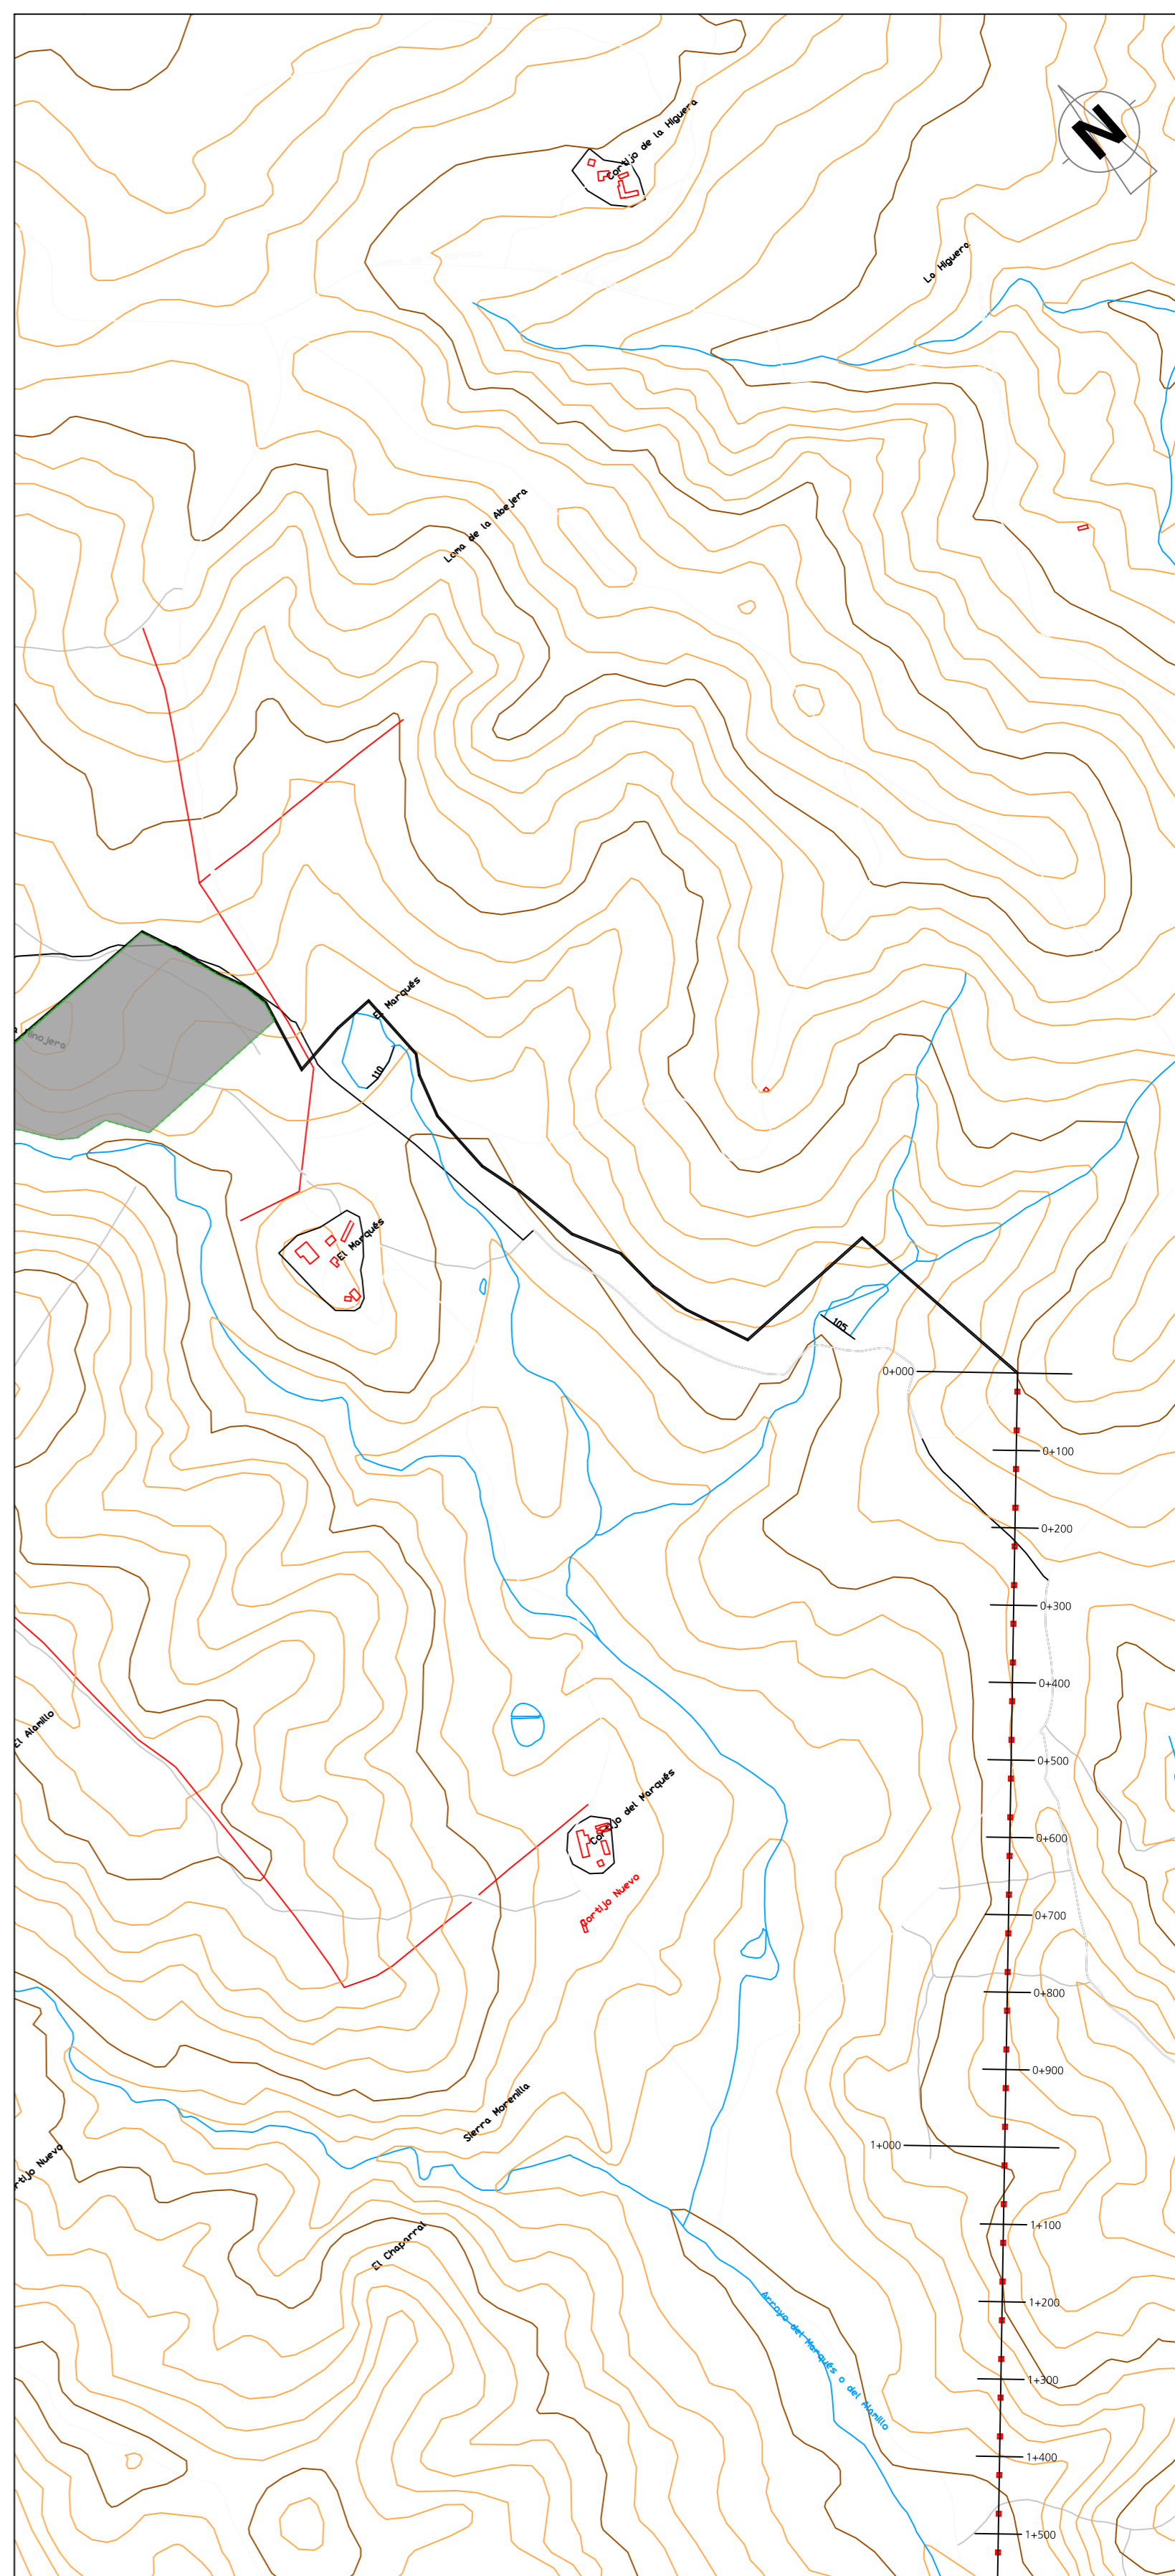 Cortijo de la Higuera
N
La Higuera
Loma de la Abejera
El Marqués
110
El Marqués
105
0+000
0+100
0+200
0+300
0+400
El Alamillo
0+500
Cortijo del Marqués
0+600
Cortijo Nuevo
0+700
0+800
0+900
Sierra Morenilla
1+000
rtijo Nuevo
1+100
El Chaparral
1+200
Arroyo del Marqués o del Alamillo
1+300
1+400
1+500